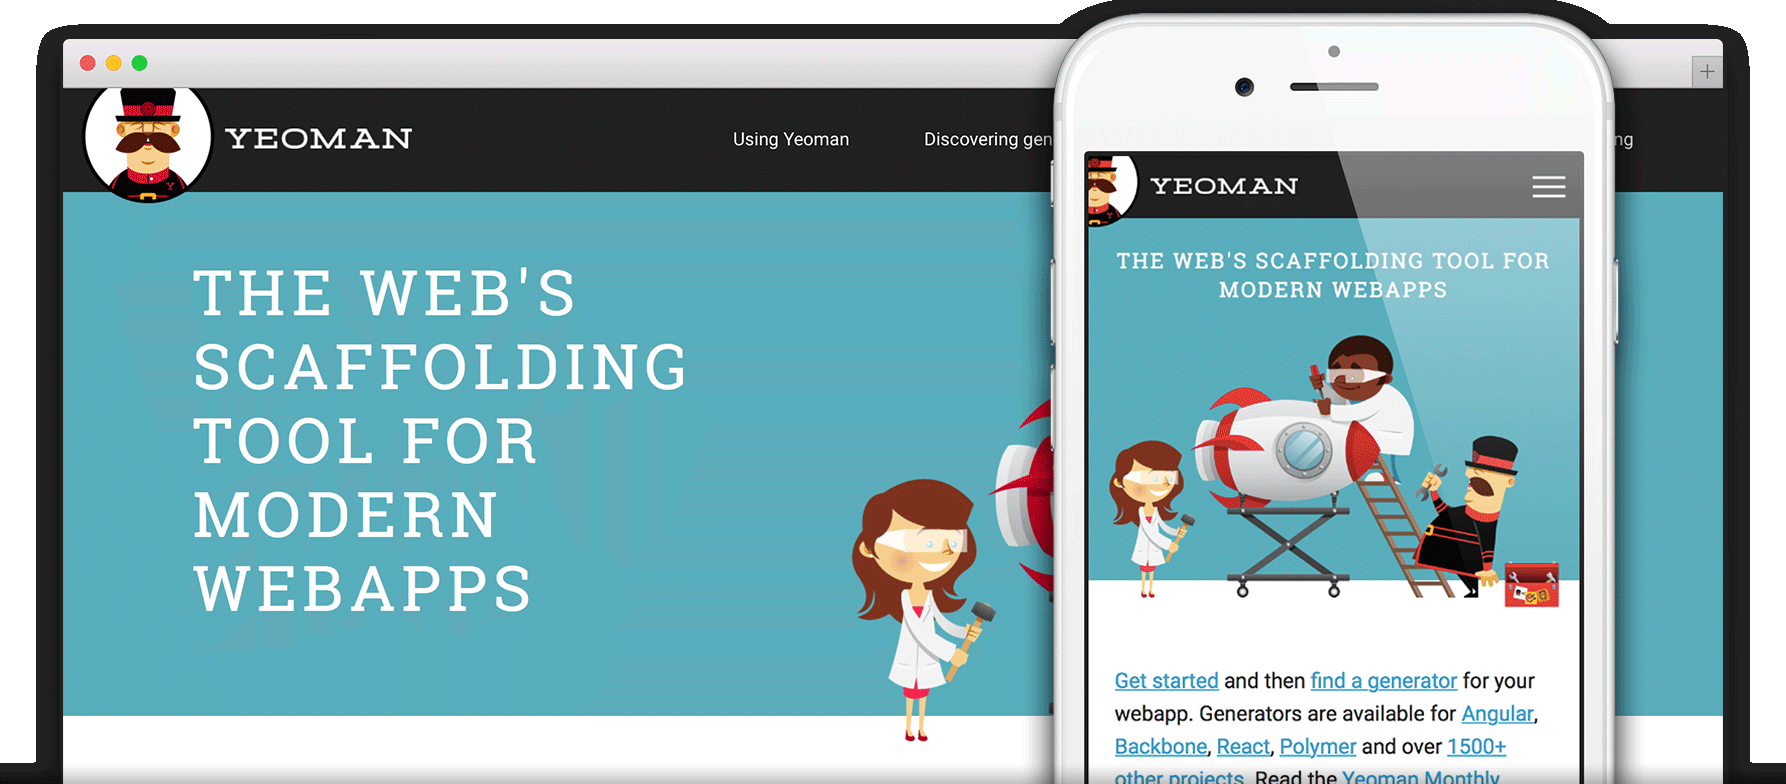 YEOMAN
Using Yeoman
Discovering
THE WEB'S
SCAFFOLDING
TOOL FOR
MODERN
WEBAPPS
YEOMAN
THE WEB'S SCAFFOLDING TOOL FOR
MODERN WEBAPPS
Get started and then find a generator for your
webapp. Generators are available for Angular,
Backbone, React, Polymer and over 1500+
other projects. Read the Yeoman Monthly